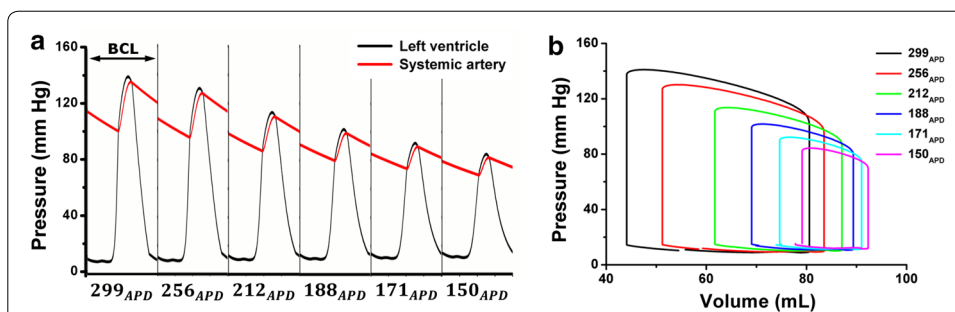 a
BCL
Left ventricle
Systemic artery
Pressure (mm Hg)
160
120
80
40
0
299APD 256APD 212APD 188APD 171APD 150APD
b
299APD
256APD
212APD
188APD
171APD
150APD
Pressure (mm Hg)
160
120
80
40
0
40 60 80 100
Volume (mL)